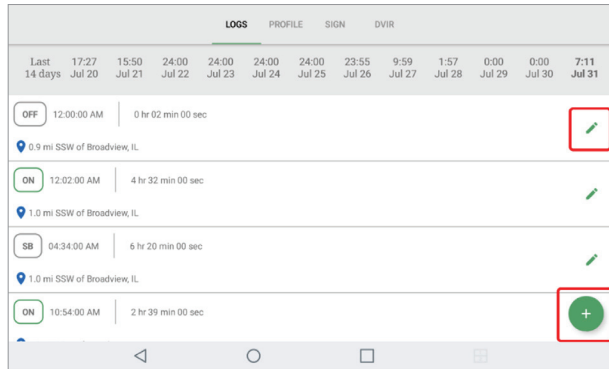 LOGS PROFILE SIGN DVIR
Last 14 days 17:27 Jul 20 15:50 Jul 21 24:00 Jul 22 24:00 Jul 23 24:00 Jul 24 24:00 Jul 25 23:55 Jul 26 9:59 Jul 27 1:57 Jul 28 0:00 Jul 29 0:00 Jul 30 7:11 Jul 31
OFF 12:00:00 AM 0 hr 02 min 00 sec
0.9 mi SSW of Broadview, IL
ON 12:02:00 AM 4 hr 32 min 00 sec
1.0 mi SSW of Broadview, IL
SB 04:34:00 AM 6 hr 20 min 00 sec
1.0 mi SSW of Broadview, IL
ON 10:54:00 AM 2 hr 39 min 00 sec
+